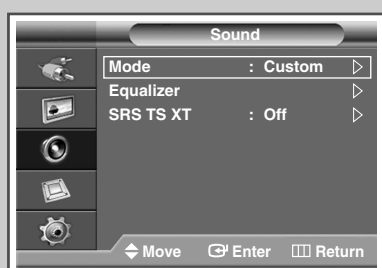 Sound
Mode : Custom
Equalizer
SRS TS XT : Off
Move Enter Return